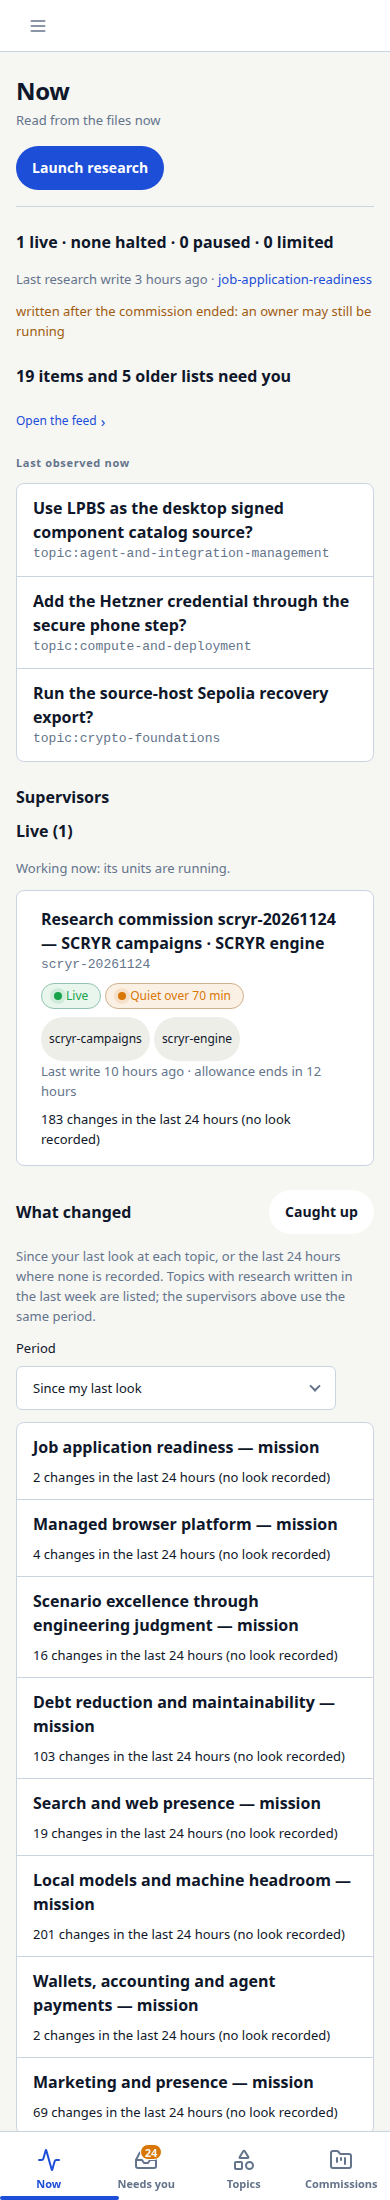 Now
Read from the files now
Launch research
1 live · none halted · 0 paused · 0 limited
Last research write 3 hours ago · job-application-readiness
written after the commission ended: an owner may still be
running
19 items and 5 older lists need you
Open the feed ›
Last observed now
Use LPBS as the desktop signed
component catalog source?
topic:agent-and-integration-management
Add the Hetzner credential through the
secure phone step?
topic:compute-and-deployment
Run the source-host Sepolia recovery
export?
topic:crypto-foundations
Supervisors
Live (1)
Working now: its units are running.
Research commission scryr-20261124
— SCRYR campaigns · SCRYR engine
scryr-20261124
Live
Quiet over 70 min
scryr-campaigns
scryr-engine
Last write 10 hours ago · allowance ends in 12
hours
183 changes in the last 24 hours (no look
recorded)
What changed
Caught up
Since your last look at each topic, or the last 24 hours
where none is recorded. Topics with research written in
the last week are listed; the supervisors above use the
same period.
Period
Since my last look
Job application readiness — mission
2 changes in the last 24 hours (no look recorded)
Managed browser platform — mission
4 changes in the last 24 hours (no look recorded)
Scenario excellence through
engineering judgment — mission
16 changes in the last 24 hours (no look recorded)
Debt reduction and maintainability —
mission
103 changes in the last 24 hours (no look recorded)
Search and web presence — mission
19 changes in the last 24 hours (no look recorded)
Local models and machine headroom —
mission
201 changes in the last 24 hours (no look recorded)
Wallets, accounting and agent
payments — mission
2 changes in the last 24 hours (no look recorded)
Marketing and presence — mission
69 changes in the last 24 hours (no look recorded)
24
Now
Needs you
Topics
Commissions